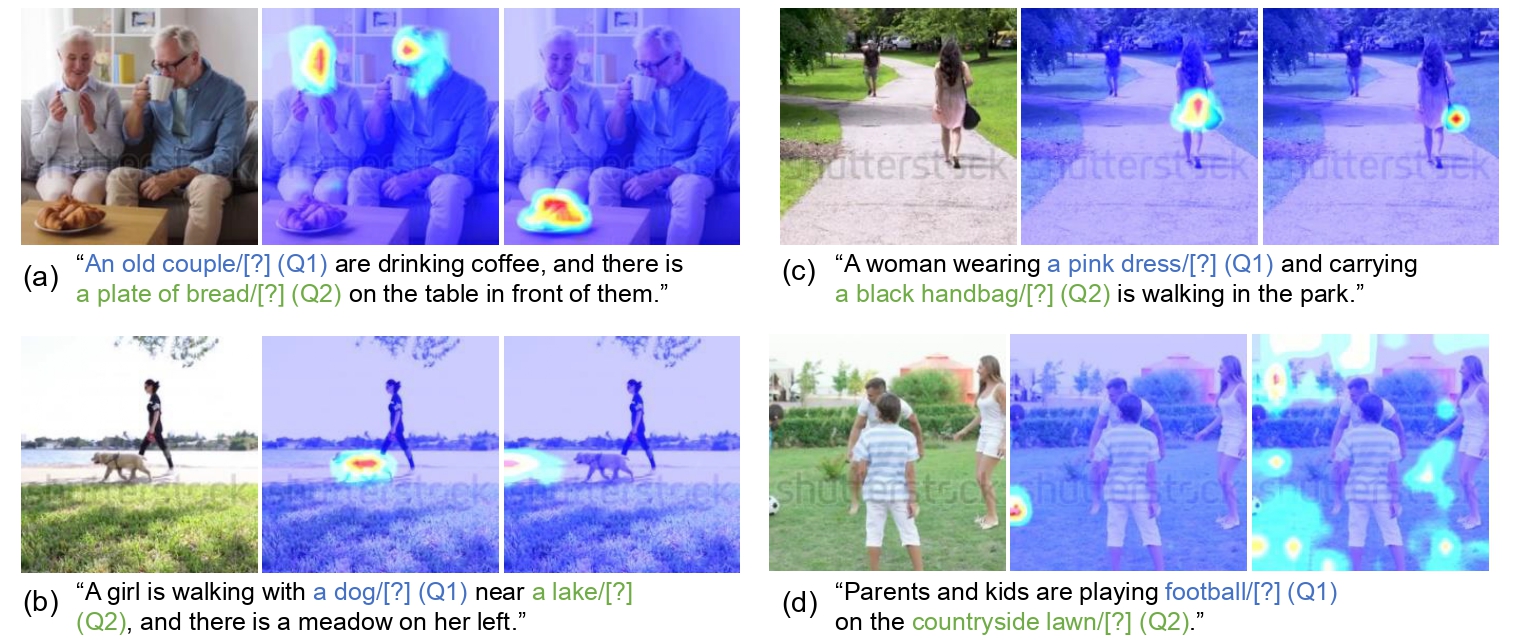 shutterstock shutterstock shutterstock
(a) “An old couple/[?] (Q1) are drinking coffee, and there is
a plate of bread/[?] (Q2) on the table in front of them.”
shutterstock shutterstock shutterstock
(c) “A woman wearing a pink dress/[?] (Q1) and carrying
a black handbag/[?] (Q2) is walking in the park.”
shutterstock shutterstock shutterstock
(b) “A girl is walking with a dog/[?] (Q1) near a lake/[?]
(Q2), and there is a meadow on her left.”
shutterstock shutterstock shutterstock
(d) “Parents and kids are playing football/[?] (Q1)
on the countryside lawn/[?] (Q2).”